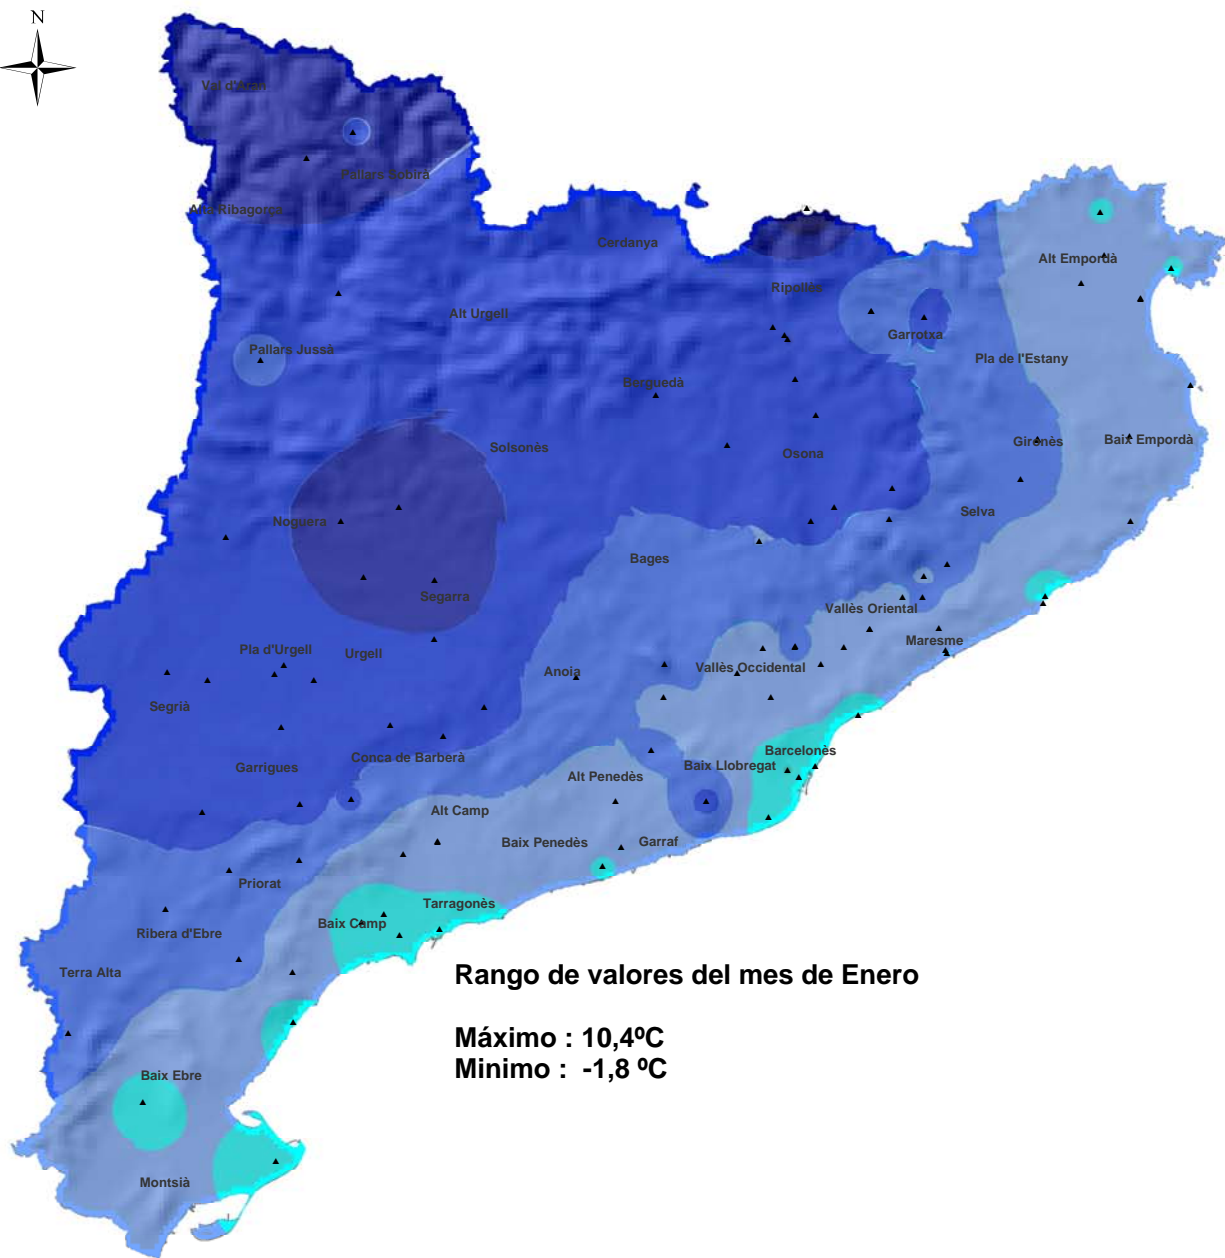 N
Val d'Aran
Pallars Sobirà
Alta Ribagorça
Cerdanya
Alt Empordà
Ripollès
Alt Urgell
Garrotxa
Pallars Jussà
Pla de l'Estany
Berguedà
Solsonès
Osona
Gironès
Baix Empordà
Noguera
Selva
Bages
Segarra
Vallès Oriental
Maresme
Pla d'Urgell
Urgell
Anoia
Vallès Occidental
Segrià
Conca de Barberà
Garrigues
Barcelonès
Baix Llobregat
Alt Penedès
Alt Camp
Baix Penedès
Garraf
Priorat
Tarragonès
Baix Camp
Ribera d'Ebre
Terra Alta
Rango de valores del mes de Enero
Máximo : 10,4ºC
Minimo :  -1,8 ºC
Baix Ebre
Montsià